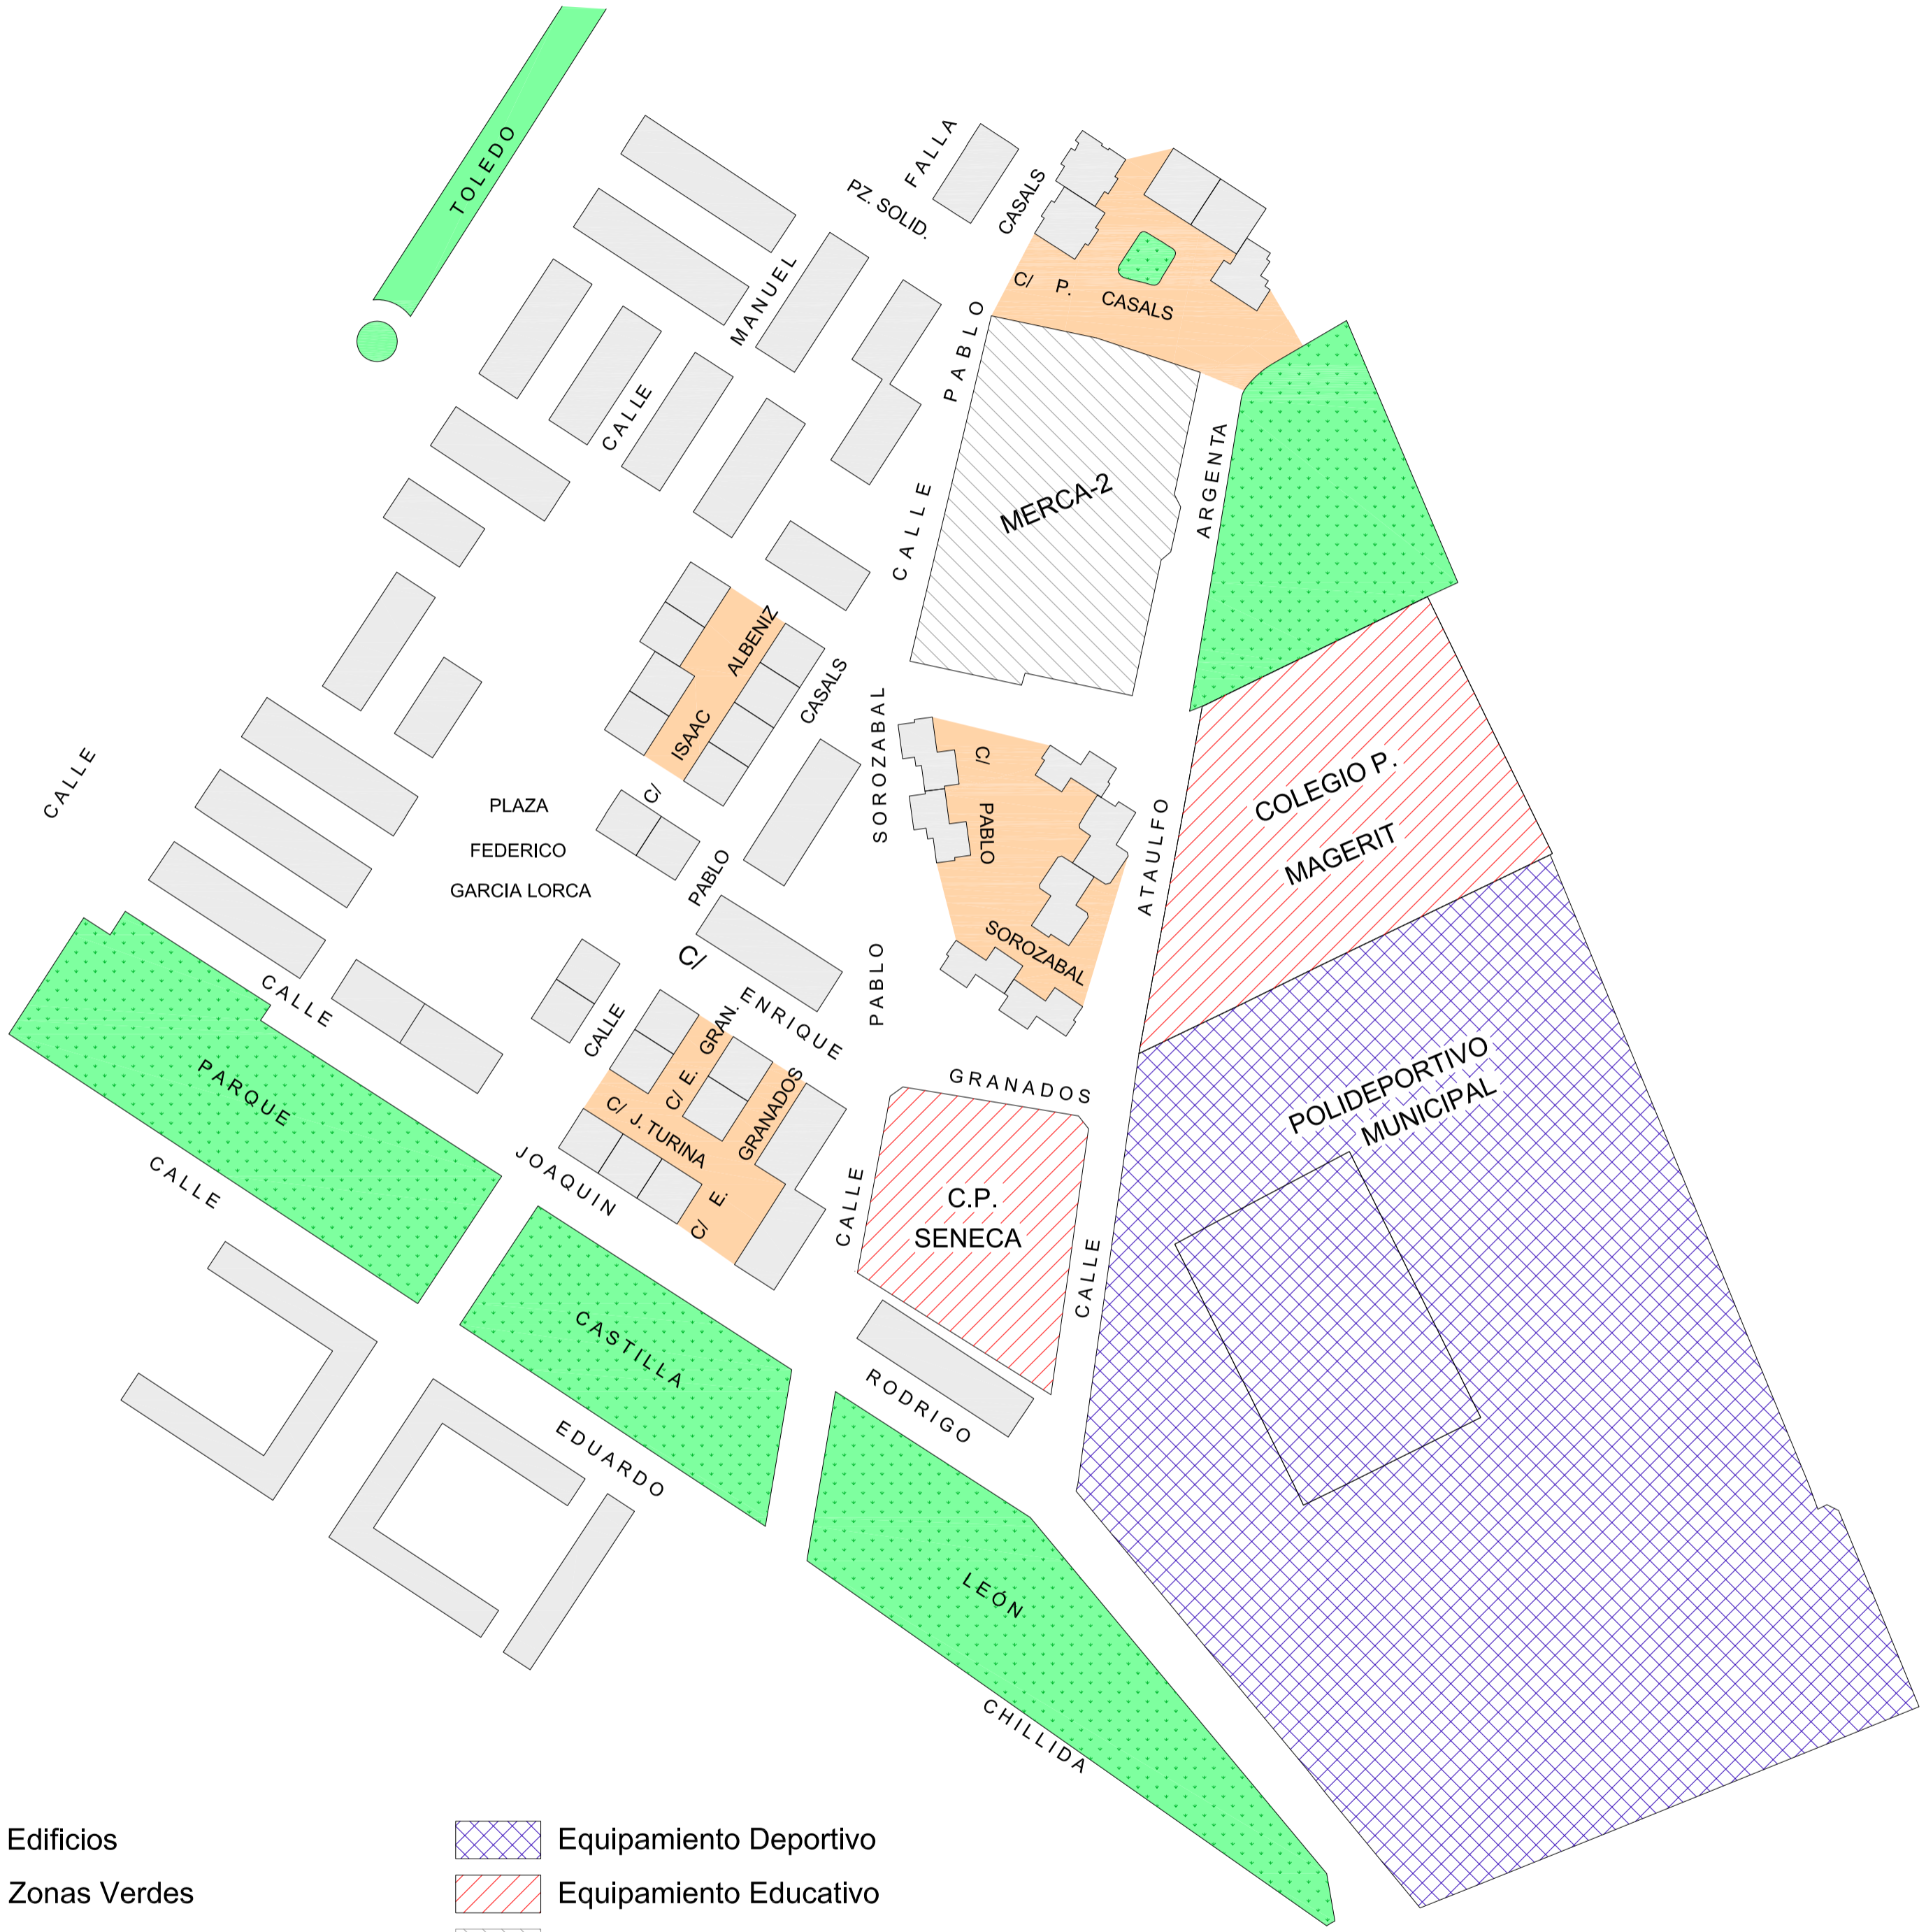 TOLEDO
FALLA
PZ. SOLID.
CASALS
MANUEL
C/ P. CASALS
PABLO
CALLE
CALLE
MERCA-2
ARGENTA
ISAAC ALBENIZ
C/
CASALS
PABLO
C/
SOROZABAL
PABLO
CALLE
C/ PABLO
SOROZABAL
ATAULFO
CALLE
COLEGIO P.
MAGERIT
CALLE
PLAZA
FEDERICO
GARCIA LORCA
CALLE
CALLE
ENRIQUE
GRANADOS
C/ E. GRAN.
C/ J. TURINA
C/ E. GRANADOS
JOAQUIN
RODRIGO
C.P.
SENECA
POLIDEPORTIVO
MUNICIPAL
PARQUE
CASTILLA
LEÓN
CALLE
EDUARDO
CHILLIDA
Edificios
Equipamiento Deportivo
Zonas Verdes
Equipamiento Educativo